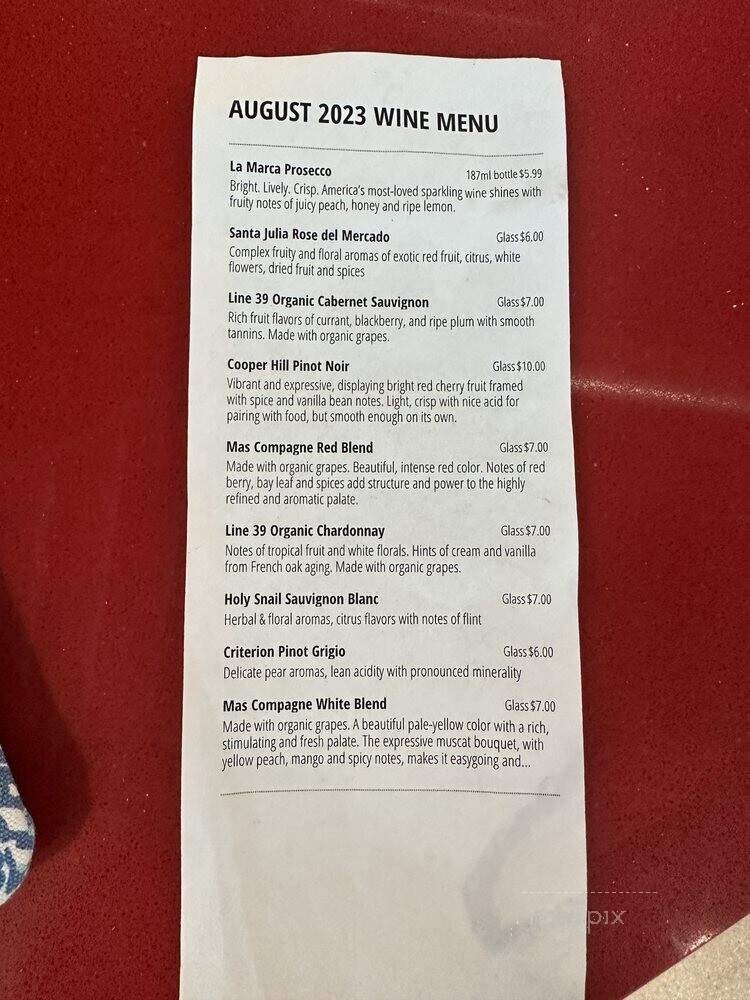 AUGUST 2023 WINE MENU
La Marca Prosecco 187ml bottle $5.99
Bright. Lively. Crisp. America's most-loved sparkling wine shines with
fruity notes of juicy peach, honey and ripe lemon.
Santa Julia Rose del Mercado Glass $6.00
Complex fruity and floral aromas of exotic red fruit, citrus, white
flowers, dried fruit and spices
Line 39 Organic Cabernet Sauvignon Glass $7.00
Rich fruit flavors of currant, blackberry, and ripe plum with smooth
tannins. Made with organic grapes.
Cooper Hill Pinot Noir Glass $10.00
Vibrant and expressive, displaying bright red cherry fruit framed
with spice and vanilla bean notes. Light, crisp with nice acid for
pairing with food, but smooth enough on its own.
Mas Compagne Red Blend Glass $7.00
Made with organic grapes. Beautiful, intense red color. Notes of red
berry, bay leaf and spices add structure and power to the highly
refined and aromatic palate.
Line 39 Organic Chardonnay Glass $7.00
Notes of tropical fruit and white florals. Hints of cream and vanilla
from French oak aging. Made with organic grapes.
Holy Snail Sauvignon Blanc Glass $7.00
Herbal & floral aromas, citrus flavors with notes of flint
Criterion Pinot Grigio Glass $6.00
Delicate pear aromas, lean acidity with pronounced minerality
Mas Compagne White Blend Glass $7.00
Made with organic grapes. A beautiful pale-yellow color with a rich,
stimulating and fresh palate. The expressive muscat bouquet, with
yellow peach, mango and spicy notes, makes it easygoing and...